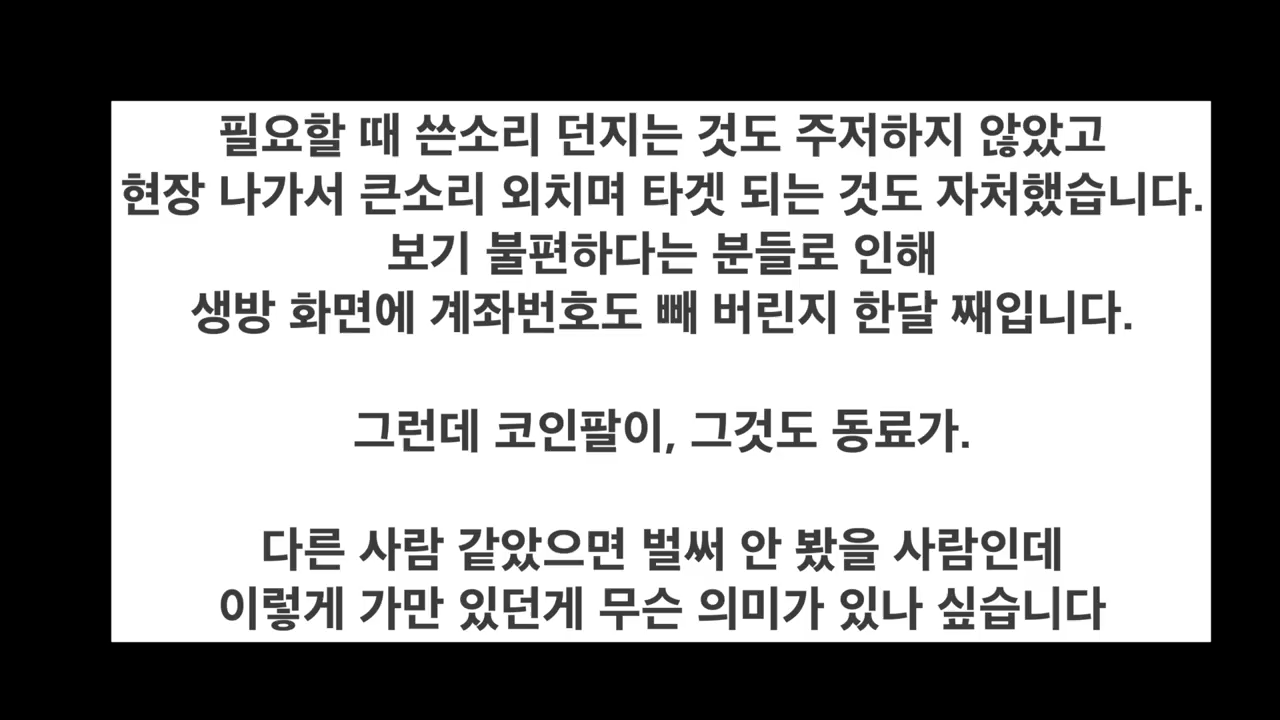 필요할 때 쓴소리 던지는 것도 주저하지 않았고
현장 나가서 큰소리 외치며 타겟 되는 것도 자처했습니다.
보기 불편하다는 분들로 인해
생방 화면에 계좌번호도 빼 버린지 한달 째입니다.
그런데 코인팔이, 그것도 동료가.
다른 사람 같았으면 벌써 안 봤을 사람인데
이렇게 가만 있던게 무슨 의미가 있나 싶습니다